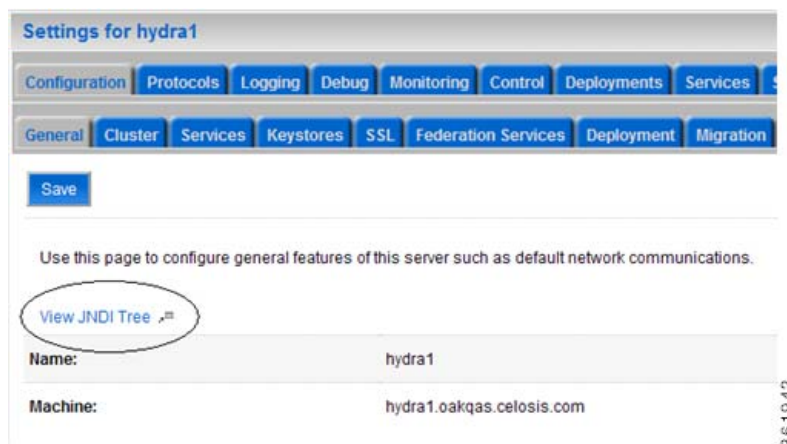 Settings for hydra1
Configuration Protocols Logging Debug Monitoring Control Deployments Services
General Cluster Services Keystores SSL Federation Services Deployment Migration
Save
Use this page to configure general features of this server such as default network communications.
View JNDI Tree
Name: hydra1
Machine: hydra1.oakqas.celosis.com